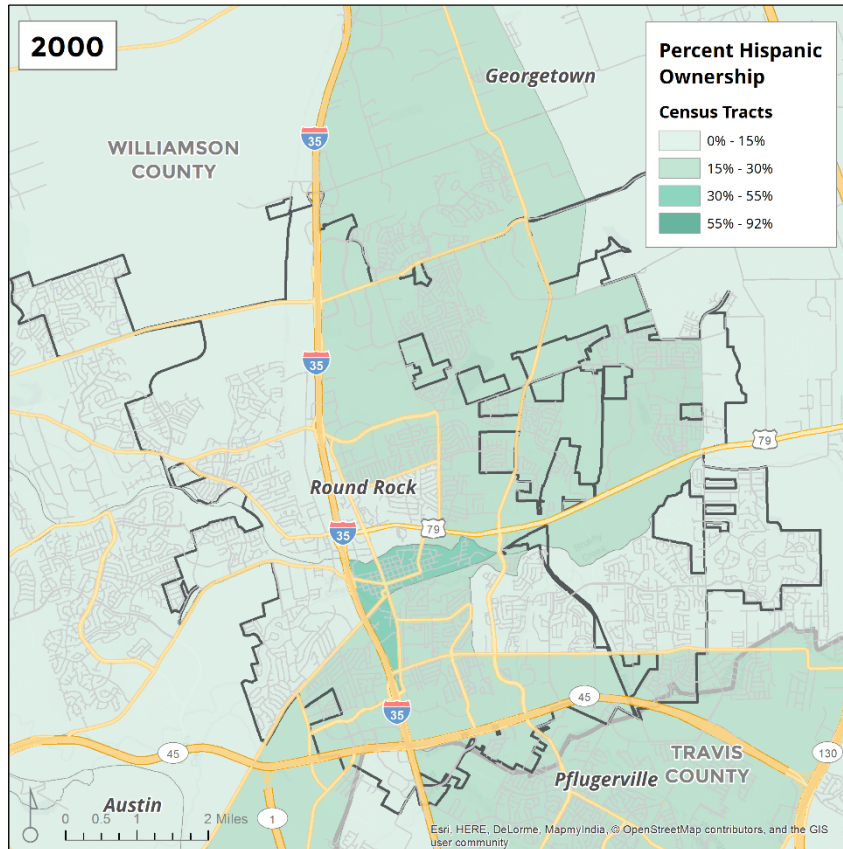 2000
Georgetown
Percent Hispanic
Ownership
Census Tracts
0% - 15%
15% - 30%
30% - 55%
55% - 92%
WILLIAMSON
COUNTY
35
35
79
Round Rock
79
35
35
45
45
TRAVIS
COUNTY
130
Pflugerville
Austin
1
0 0.5 1 2 Miles
Esri, HERE, DeLorme, MapmyIndia, © OpenStreetMap contributors, and the GIS
user community